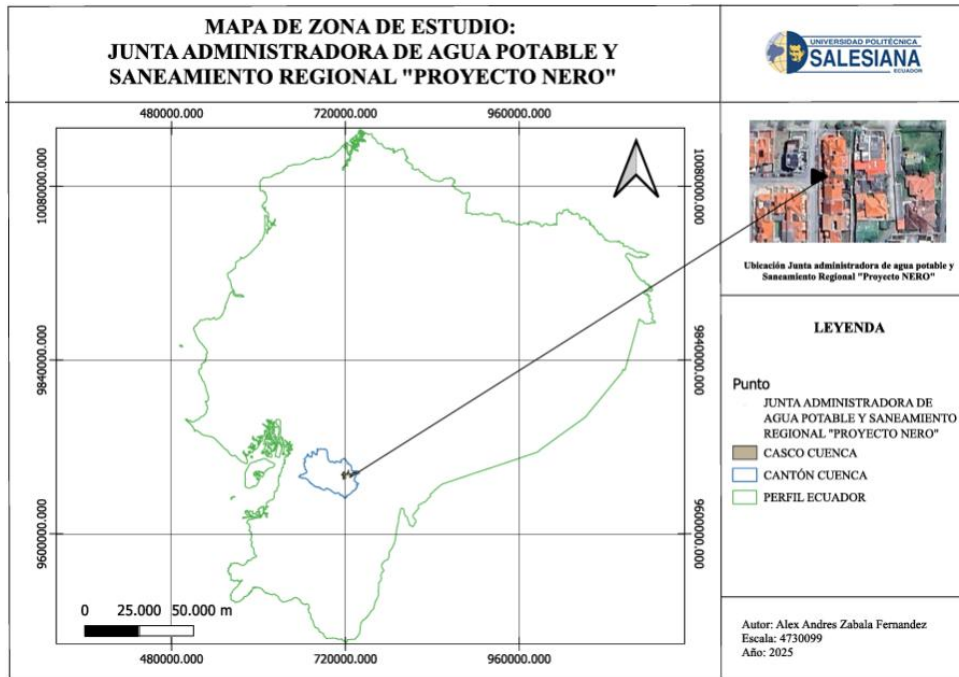 MAPA DE ZONA DE ESTUDIO:
JUNTA ADMINISTRADORA DE AGUA POTABLE Y
SANEAMIENTO REGIONAL "PROYECTO NERO"
UNIVERSIDAD POLITÉCNICA
SALESIANA
ECUADOR
480000.000 720000.000 960000.000
10080000.000
9840000.000
9600000.000
10080000.000
9840000.000
9600000.000
0 25.000 50.000 m
480000.000 720000.000 960000.000
Ubicación Junta administradora de agua potable y
Saneamiento Regional "Proyecto NERO"
LEYENDA
Punto
JUNTA ADMINISTRADORA DE
AGUA POTABLE Y SANEAMIENTO
REGIONAL "PROYECTO NERO"
CASCO CUENCA
CANTÓN CUENCA
PERFIL ECUADOR
Autor: Alex Andres Zabala Fernandez
Escala: 4730099
Año: 2025